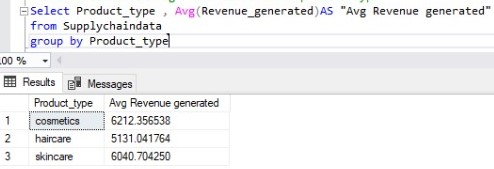 Select Product_type , Avg(Revenue_generated)AS "Avg Revenue generated"
from Supplychaindata
group by Product_type
.00 %
Results Messages
Product_type Avg Revenue generated
1 cosmetics 6212.356538
2 haircare 5131.041764
3 skincare 6040.704250